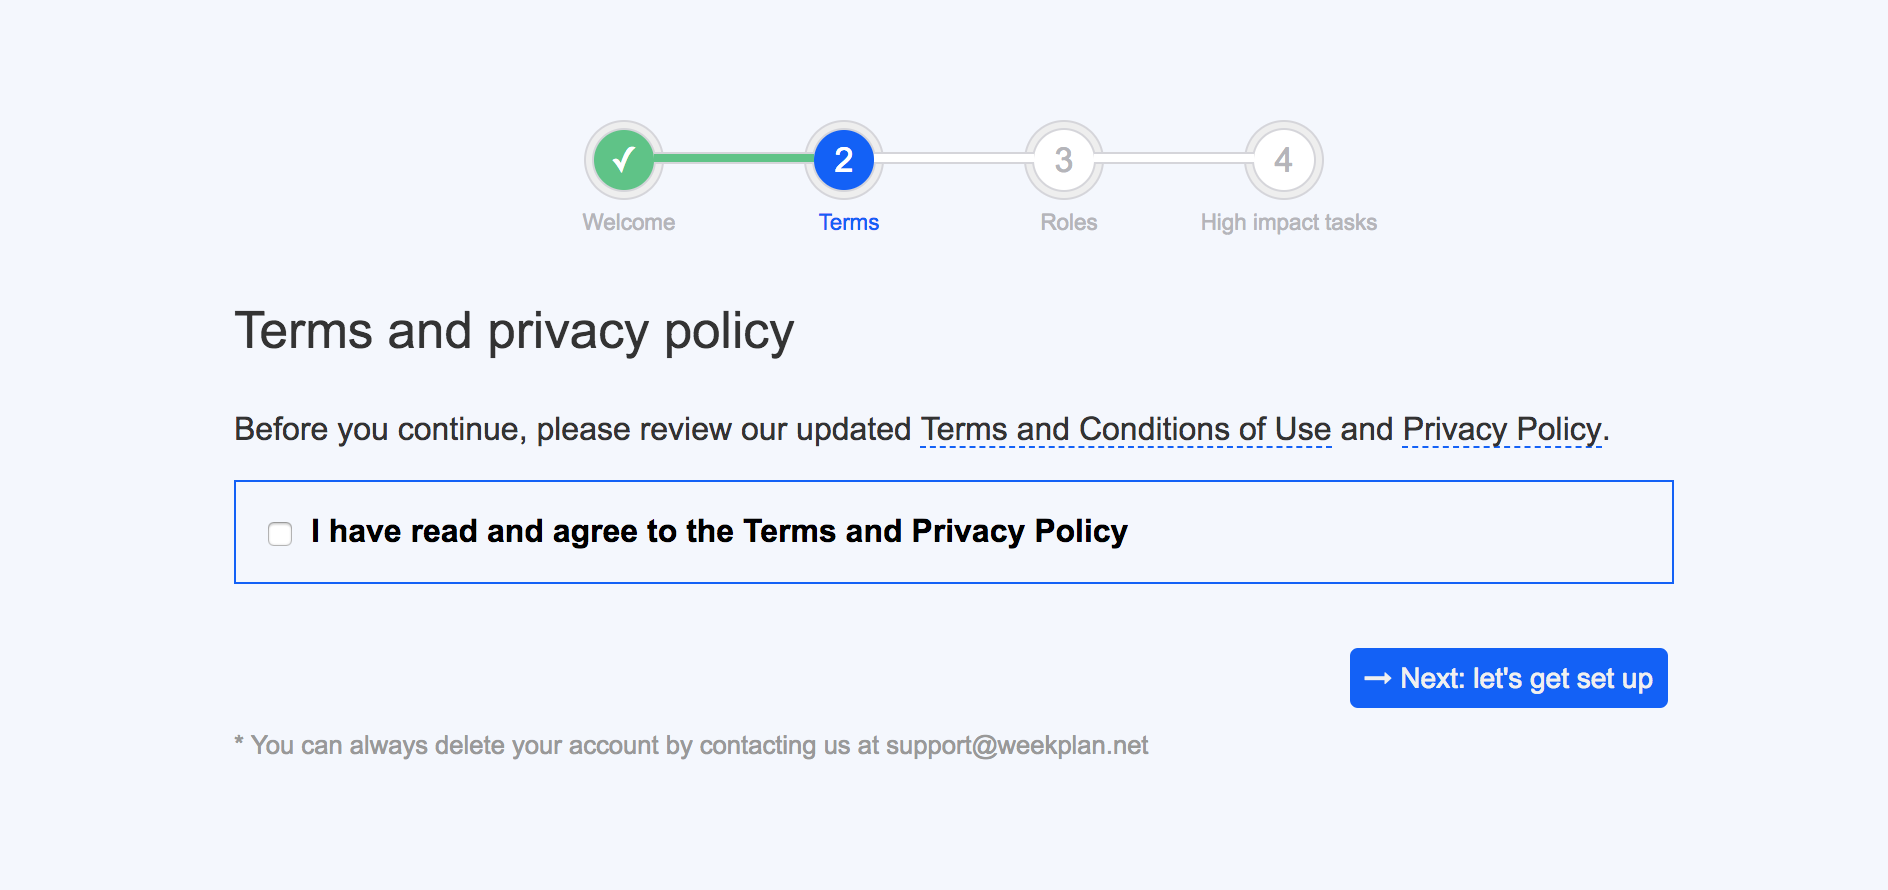 ✓ 2 3 4
Welcome Terms Roles High impact tasks
Terms and privacy policy
Before you continue, please review our updated Terms and Conditions of Use and Privacy Policy.
I have read and agree to the Terms and Privacy Policy
→ Next: let's get set up
* You can always delete your account by contacting us at support@weekplan.net